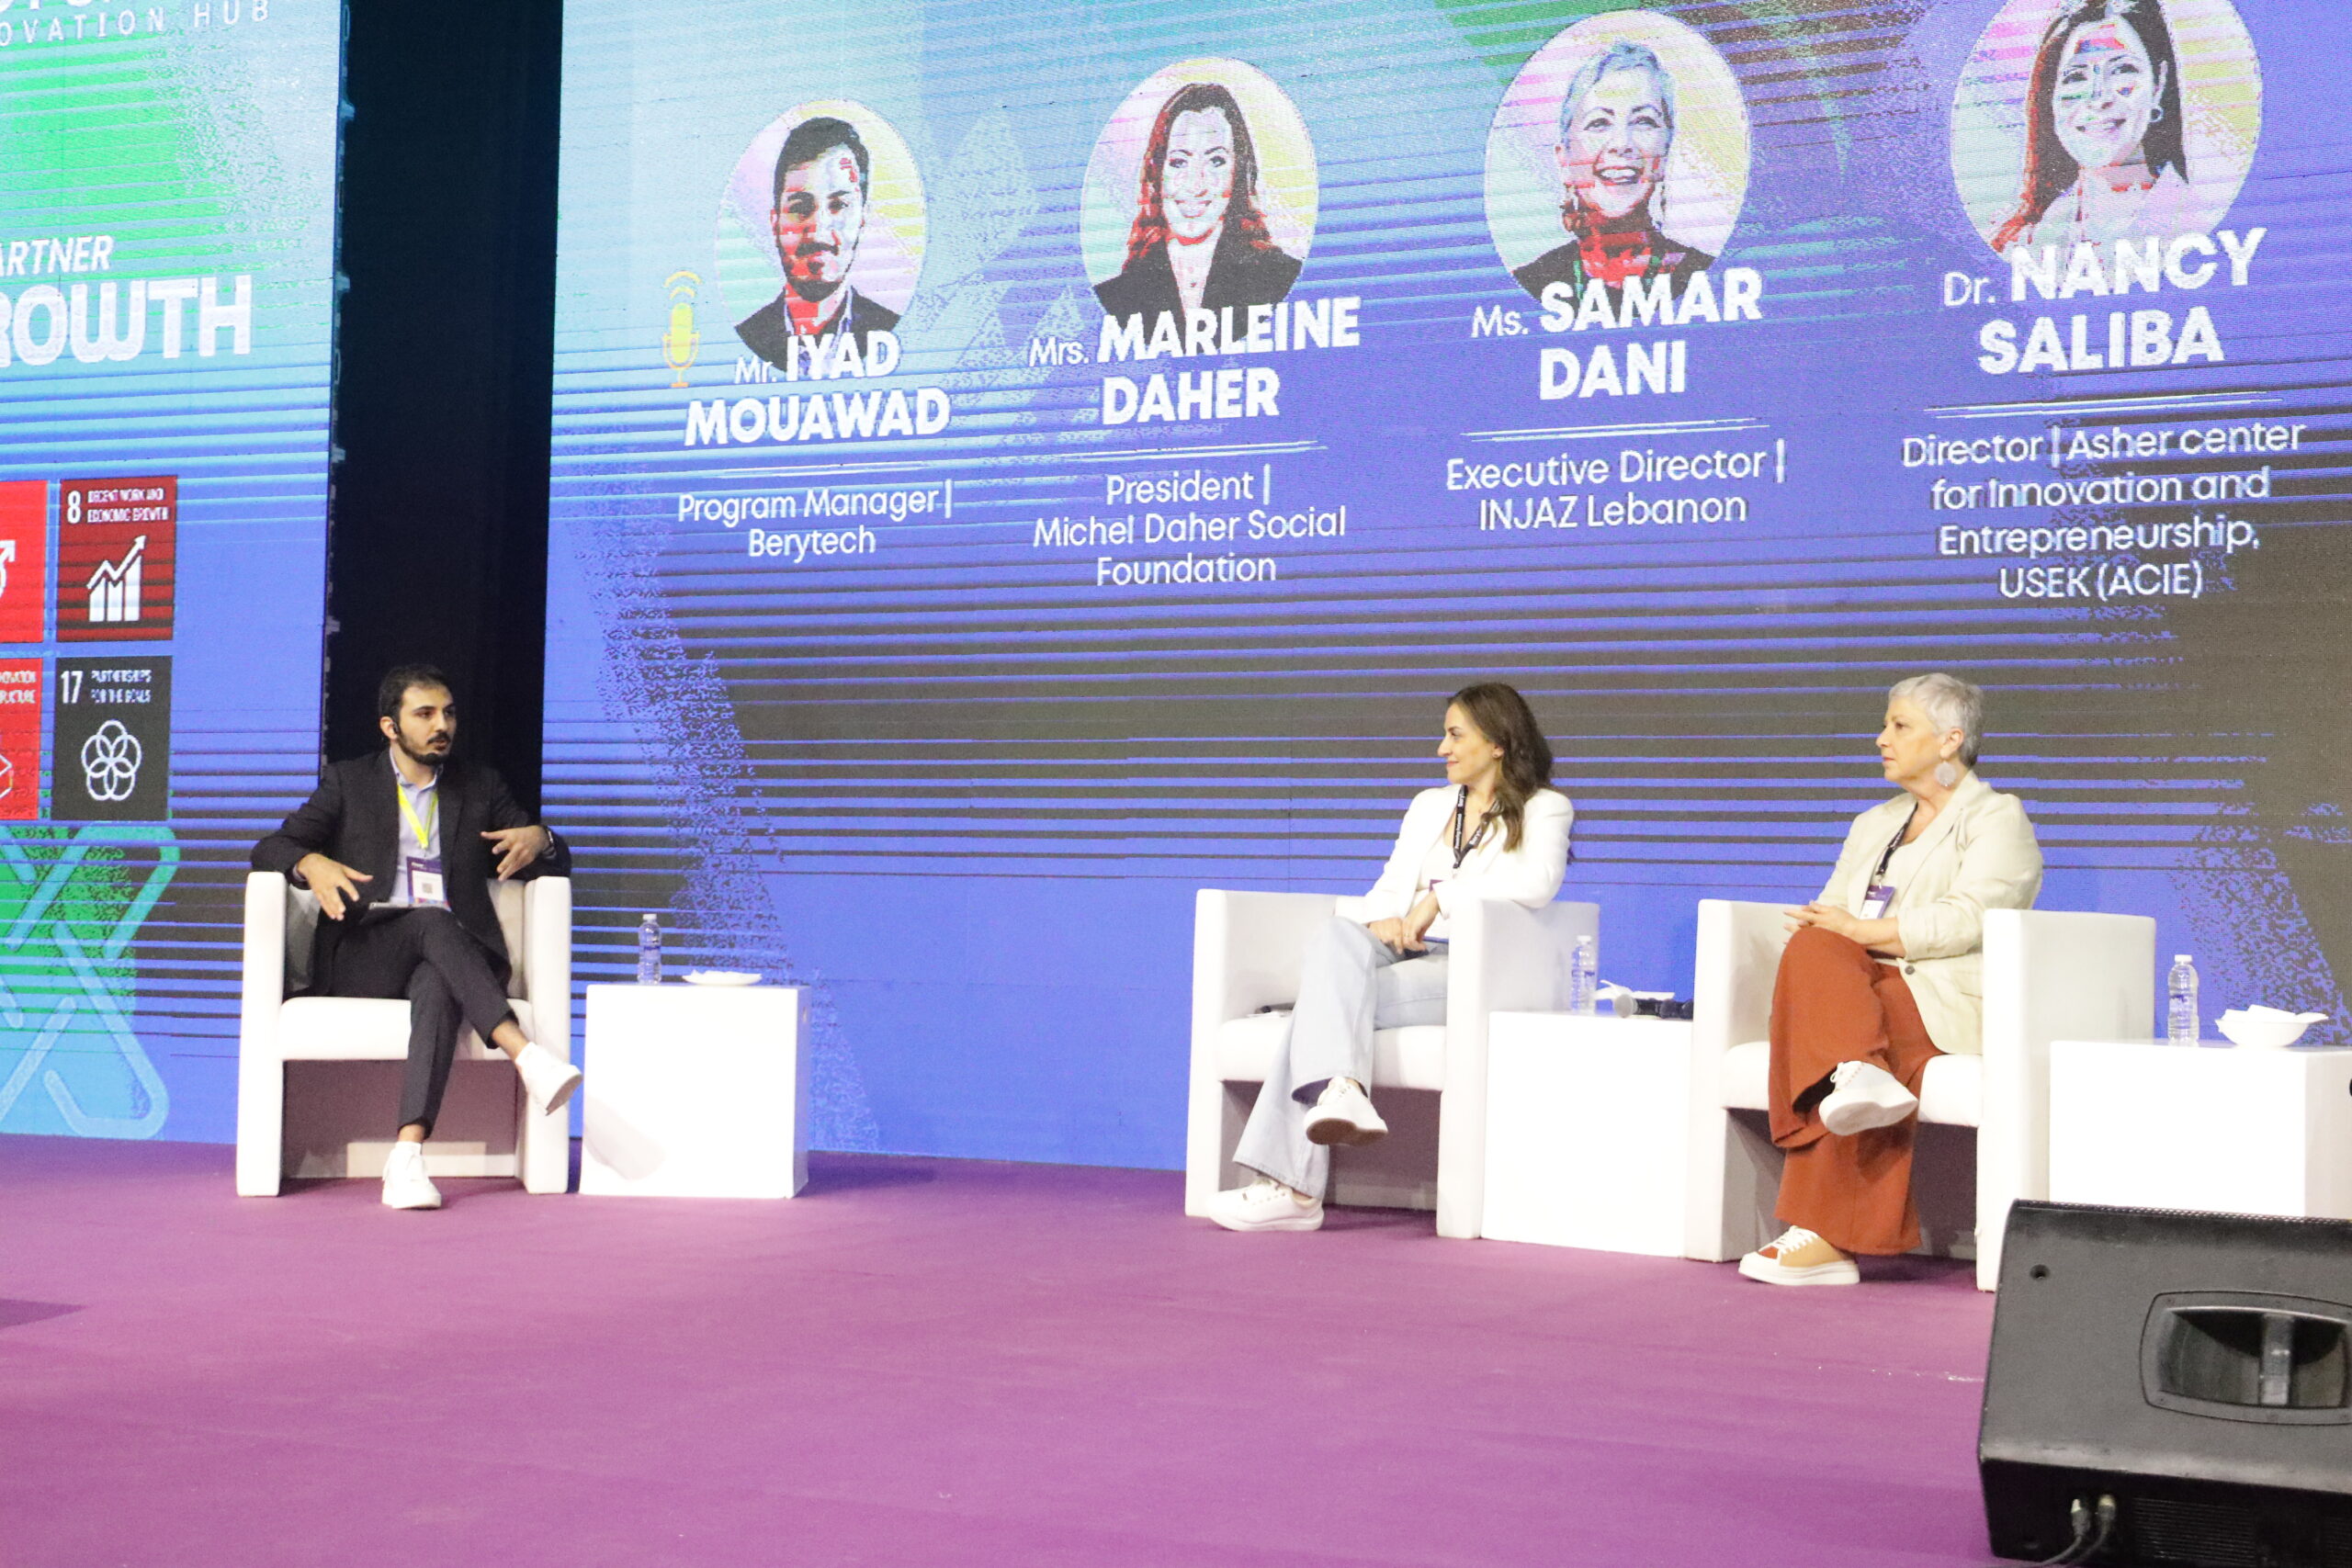 OVATION HUB
ARTNER
ROWTH
8 DECENT WORK AND
ECONOMIC GROWTH
17 PARTNERSHIPS
FOR THE GOALS
Mr. IYAD
MOUAWAD
Program Manager |
Berytech
Mrs. MARLEINE
DAHER
President |
Michel Daher Social
Foundation
Ms. SAMAR
DANI
Executive Director |
INJAZ Lebanon
Dr. NANCY
SALIBA
Director | Asher center
for Innovation and
Entrepreneurship,
USEK (ACIE)